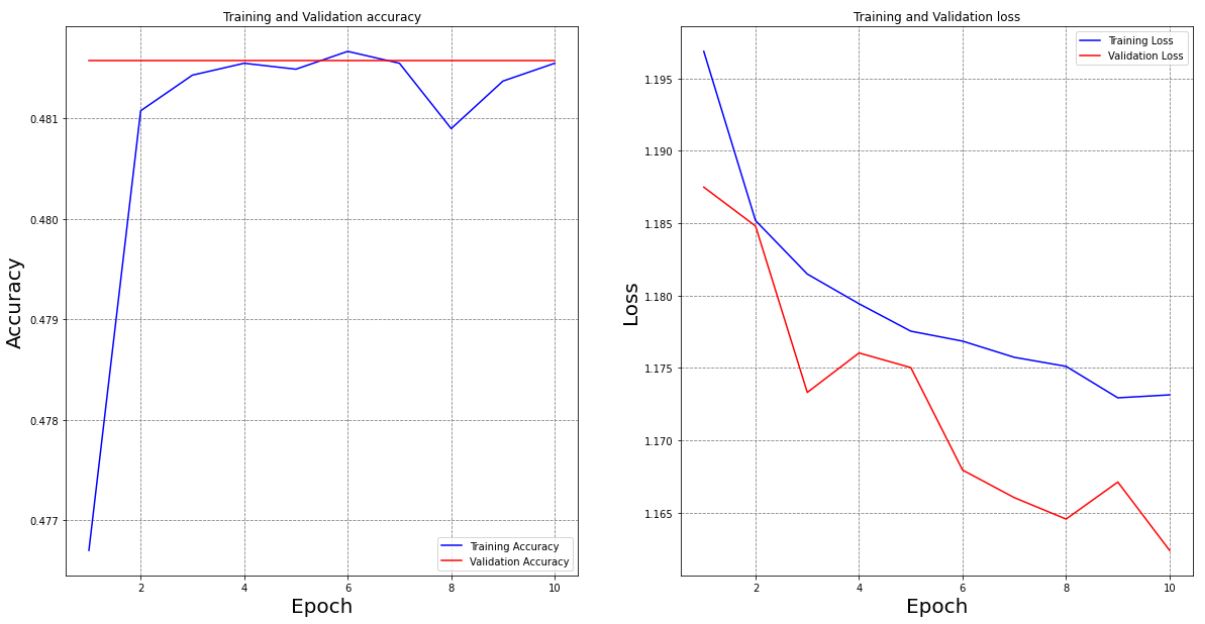 Training and Validation accuracy
0.481
0.480
0.479
0.478
0.477
Accuracy
2
4
6
8
10
Epoch
Training Accuracy
Validation Accuracy
Training and Validation loss
Training Loss
Validation Loss
1.195
1.190
1.185
1.180
1.175
1.170
1.165
Loss
2
4
6
8
10
Epoch